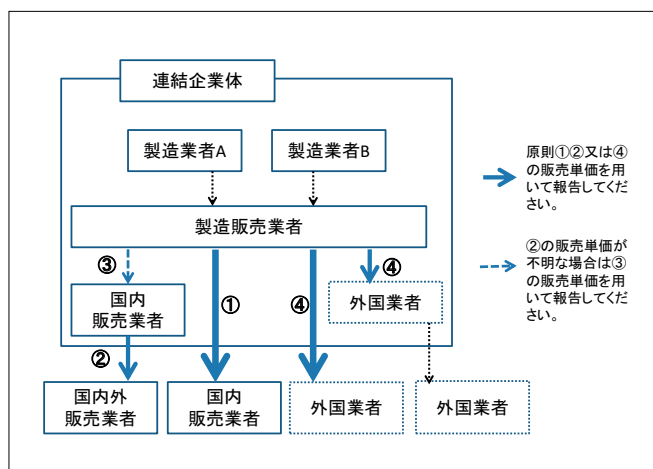 連結企業体
製造業者A
製造業者B
製造販売業者
③
①
④
④
国内
販売業者
外国業者
②
国内外
販売業者
国内
販売業者
外国業者
外国業者
原則①②又は④
の販売単価を用
いて報告してくだ
さい。
②の販売単価が
不明な場合は③
の販売単価を用
いて報告してくだ
さい。